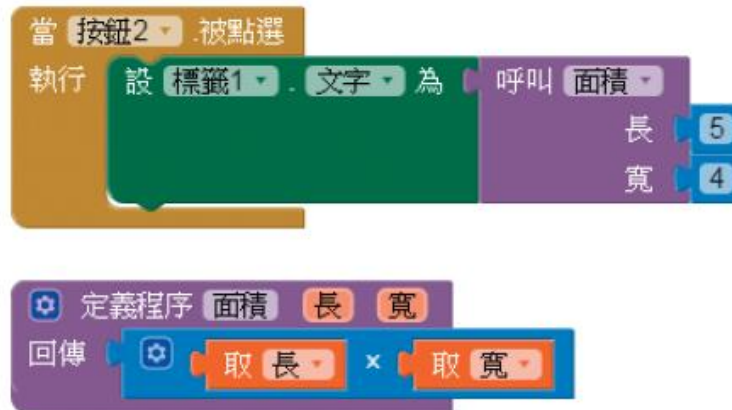 當 按鈕2 .被點選
執行 設 標籤1 . 文字 為 呼叫 面積
長 5
寬 4
定義程序 面積 長 寬
回傳 取 長 × 取 寬